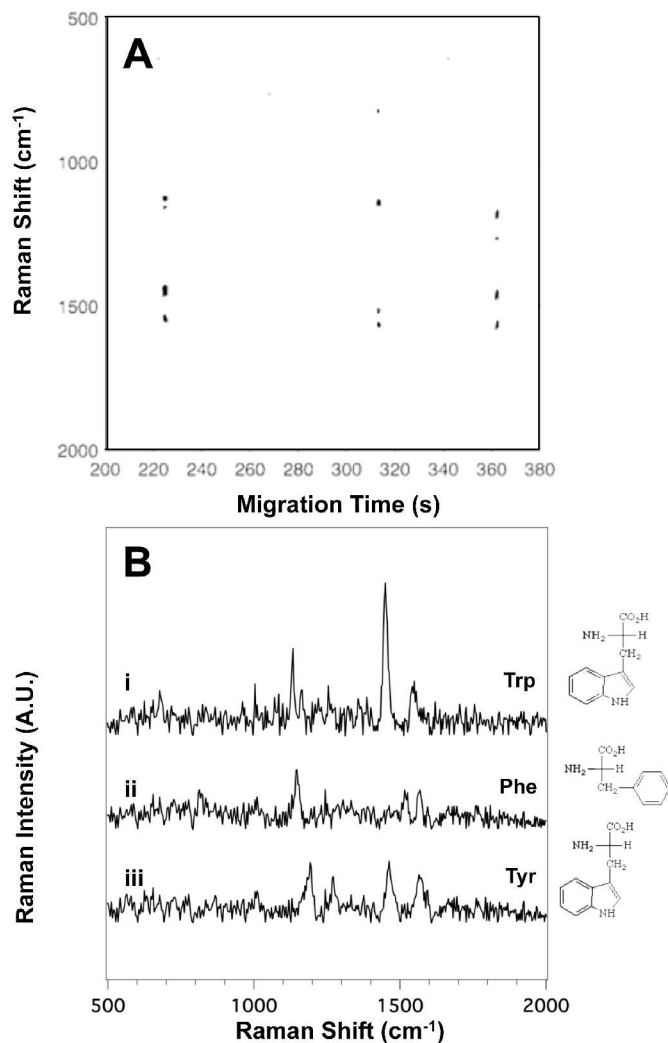 A
500
1000
1500
2000
Raman Shift (cm⁻¹)
200 220 240 260 280 300 320 340 360 380
Migration Time (s)
B
i
Trp
ii
Phe
iii
Tyr
Raman Intensity (A.U.)
500 1000 1500 2000
Raman Shift (cm⁻¹)
CO₂H
NH₂ H
CH₂
NH
CO₂H
NH₂ H
CH₂
CO₂H
NH₂ H
CH₂
NH